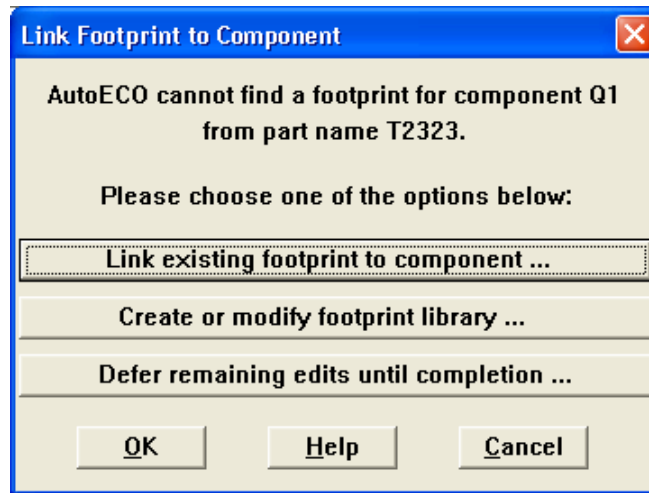 Link Footprint to Component
AutoECO cannot find a footprint for component Q1
from part name T2323.
Please choose one of the options below:
Link existing footprint to component ...
Create or modify footprint library ...
Defer remaining edits until completion ...
OK Help Cancel